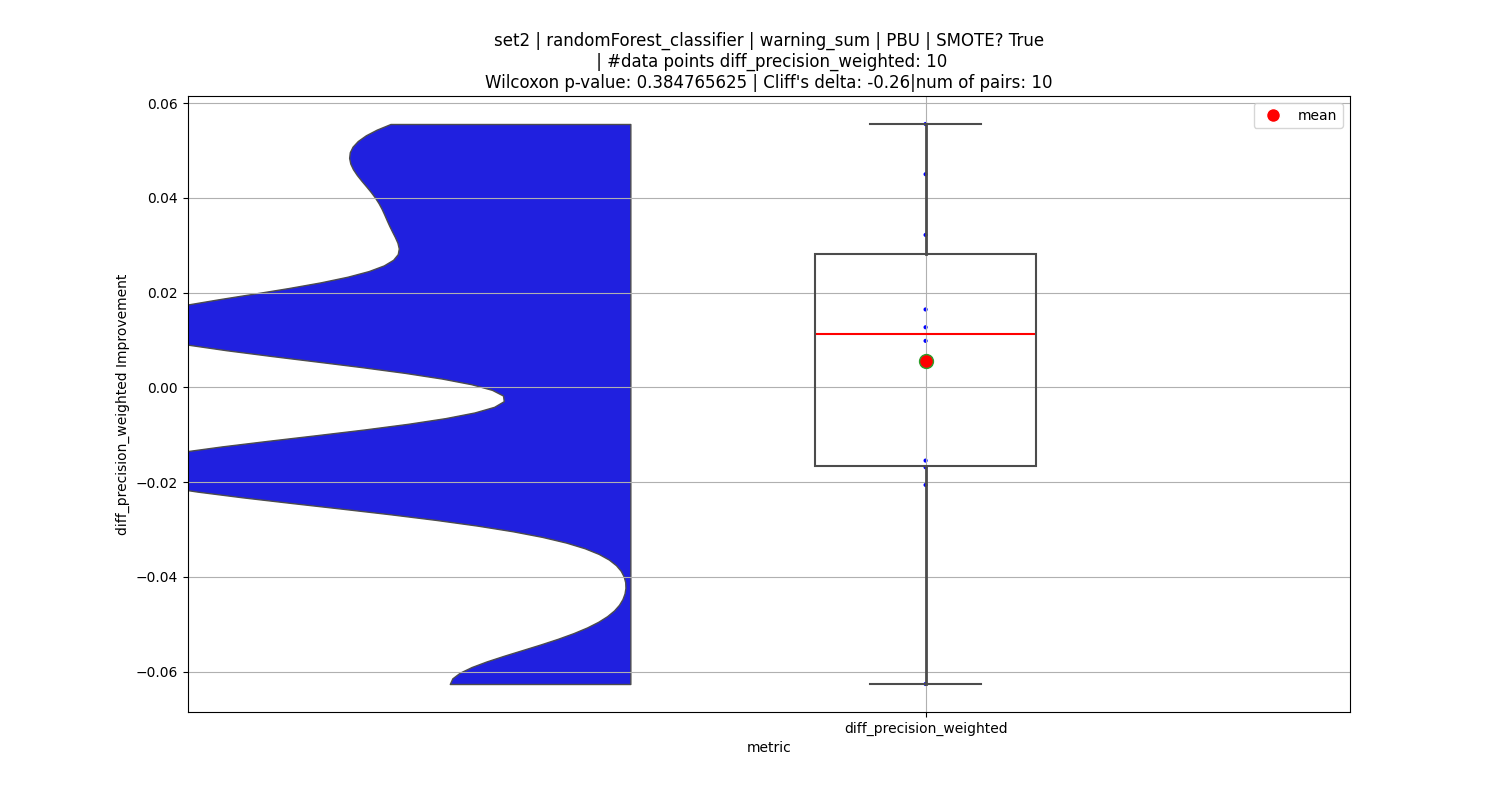 set2 | randomForest_classifier | warning_sum | PBU | SMOTE? True
| #data points diff_precision_weighted: 10
Wilcoxon p-value: 0.384765625 | Cliff's delta: -0.26|num of pairs: 10
mean
0.06
0.04
0.02
0.00
−0.02
−0.04
−0.06
diff_precision_weighted Improvement
diff_precision_weighted
metric